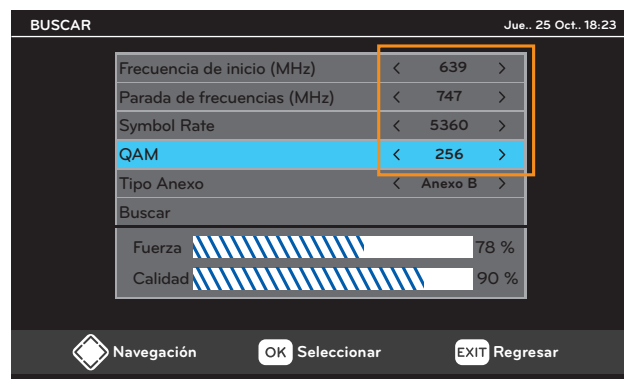 BUSCAR Jue.. 25 Oct.. 18:23
Frecuencia de inicio (MHz) < 639 >
Parada de frecuencias (MHz) < 747 >
Symbol Rate < 5360 >
QAM < 256 >
Tipo Anexo < Anexo B >
Buscar
Fuerza 78 %
Calidad 90 %
Navegación OK Seleccionar EXIT Regresar